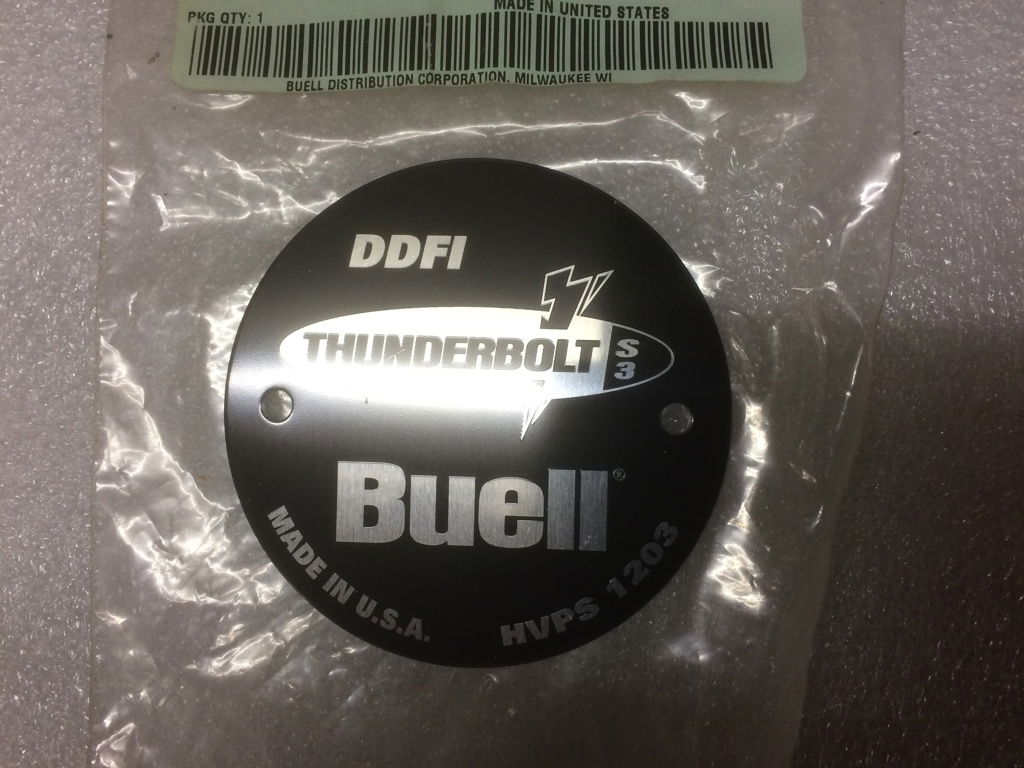 MADE IN UNITED STATES
PKG QTY: 1
BUELL DISTRIBUTION CORPORATION, MILWAUKEE WI
DDFI
THUNDERBOLT S3
Buell®
MADE IN U.S.A.
HVPS 1203